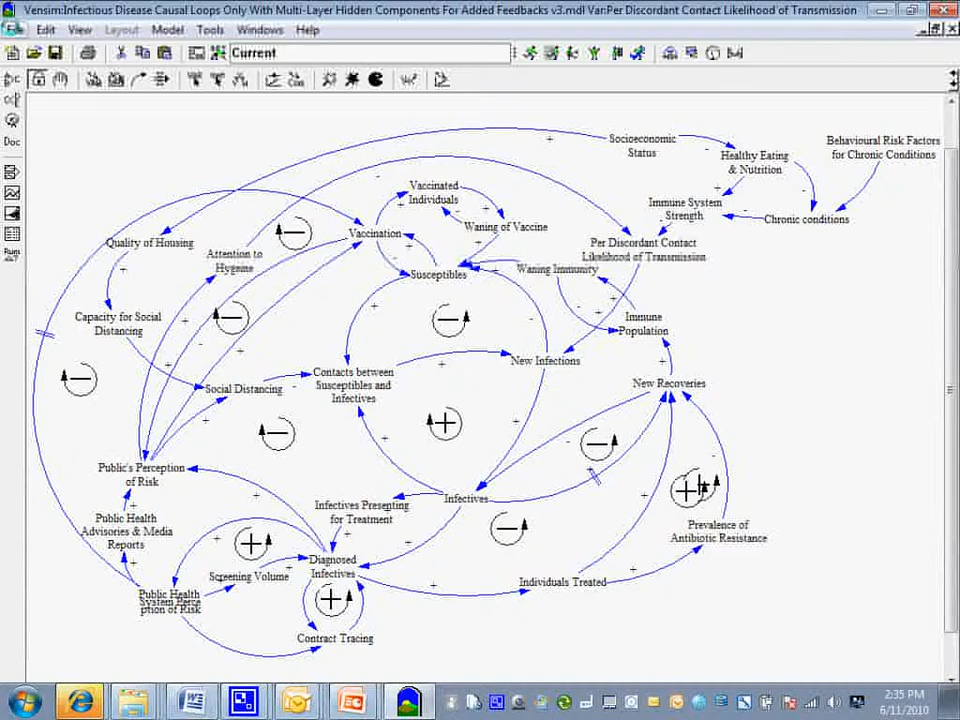 Vensim:Infectious Disease Causal Loops Only With Multi-Layer Hidden Components For Added Feedbacks v3.mdl Var:Per Discordant Contact Likelihood of Transmission
File Edit View Layout Model Tools Windows Help
Current
Doc
Socioeconomic
Status
Behavioural Risk Factors
for Chronic Conditions
Healthy Eating
& Nutrition
Vaccinated
Individuals
Immune System
Strength
Chronic conditions
Waning of Vaccine
Vaccination
Quality of Housing
Attention to
Hygeine
Per Discordant Contact
Likelihood of Transmission
Susceptibles
Waning Immunity
Capacity for Social
Distancing
Immune
Population
New Infections
Contacts between
Susceptibles and
Infectives
Social Distancing
New Recoveries
Public's Perception
of Risk
Infectives
Infectives Presenting
for Treatment
Public Health
Advisories & Media
Reports
Prevalence of
Antibiotic Resistance
Diagnosed
Infectives
Screening Volume
Individuals Treated
Public Health
System Perce
ption of Risk
Contract Tracing
2:35 PM
6/11/2010